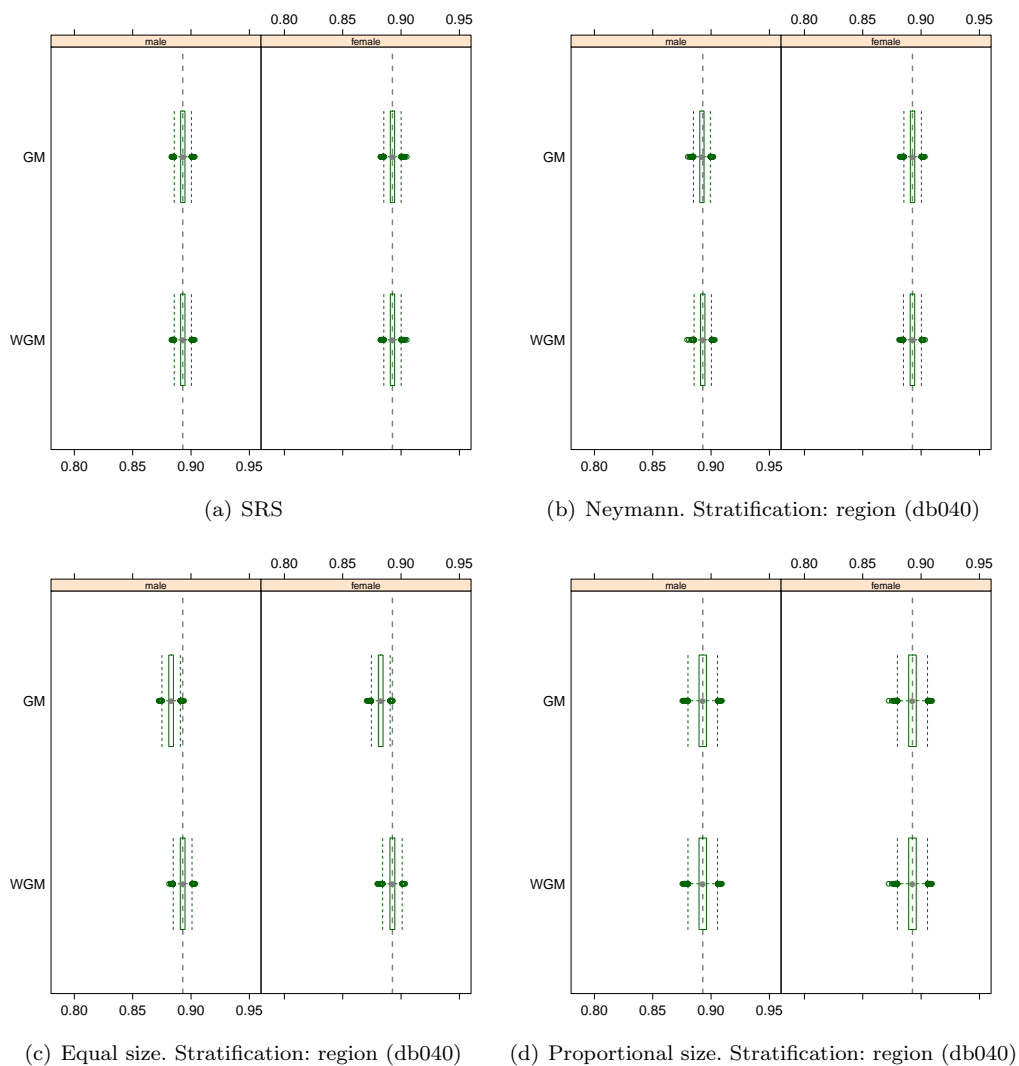 0.80 0.85 0.90 0.95
0.80 0.85 0.90 0.95
male female
male female
GM
GM
WGM
WGM
0.80 0.85 0.90 0.95
0.80 0.85 0.90 0.95
(a) SRS
(b) Neymann. Stratification: region (db040)
0.80 0.85 0.90 0.95
0.80 0.85 0.90 0.95
male female
male female
GM
GM
WGM
WGM
0.80 0.85 0.90 0.95
0.80 0.85 0.90 0.95
(c) Equal size. Stratification: region (db040)
(d) Proportional size. Stratification: region (db040)